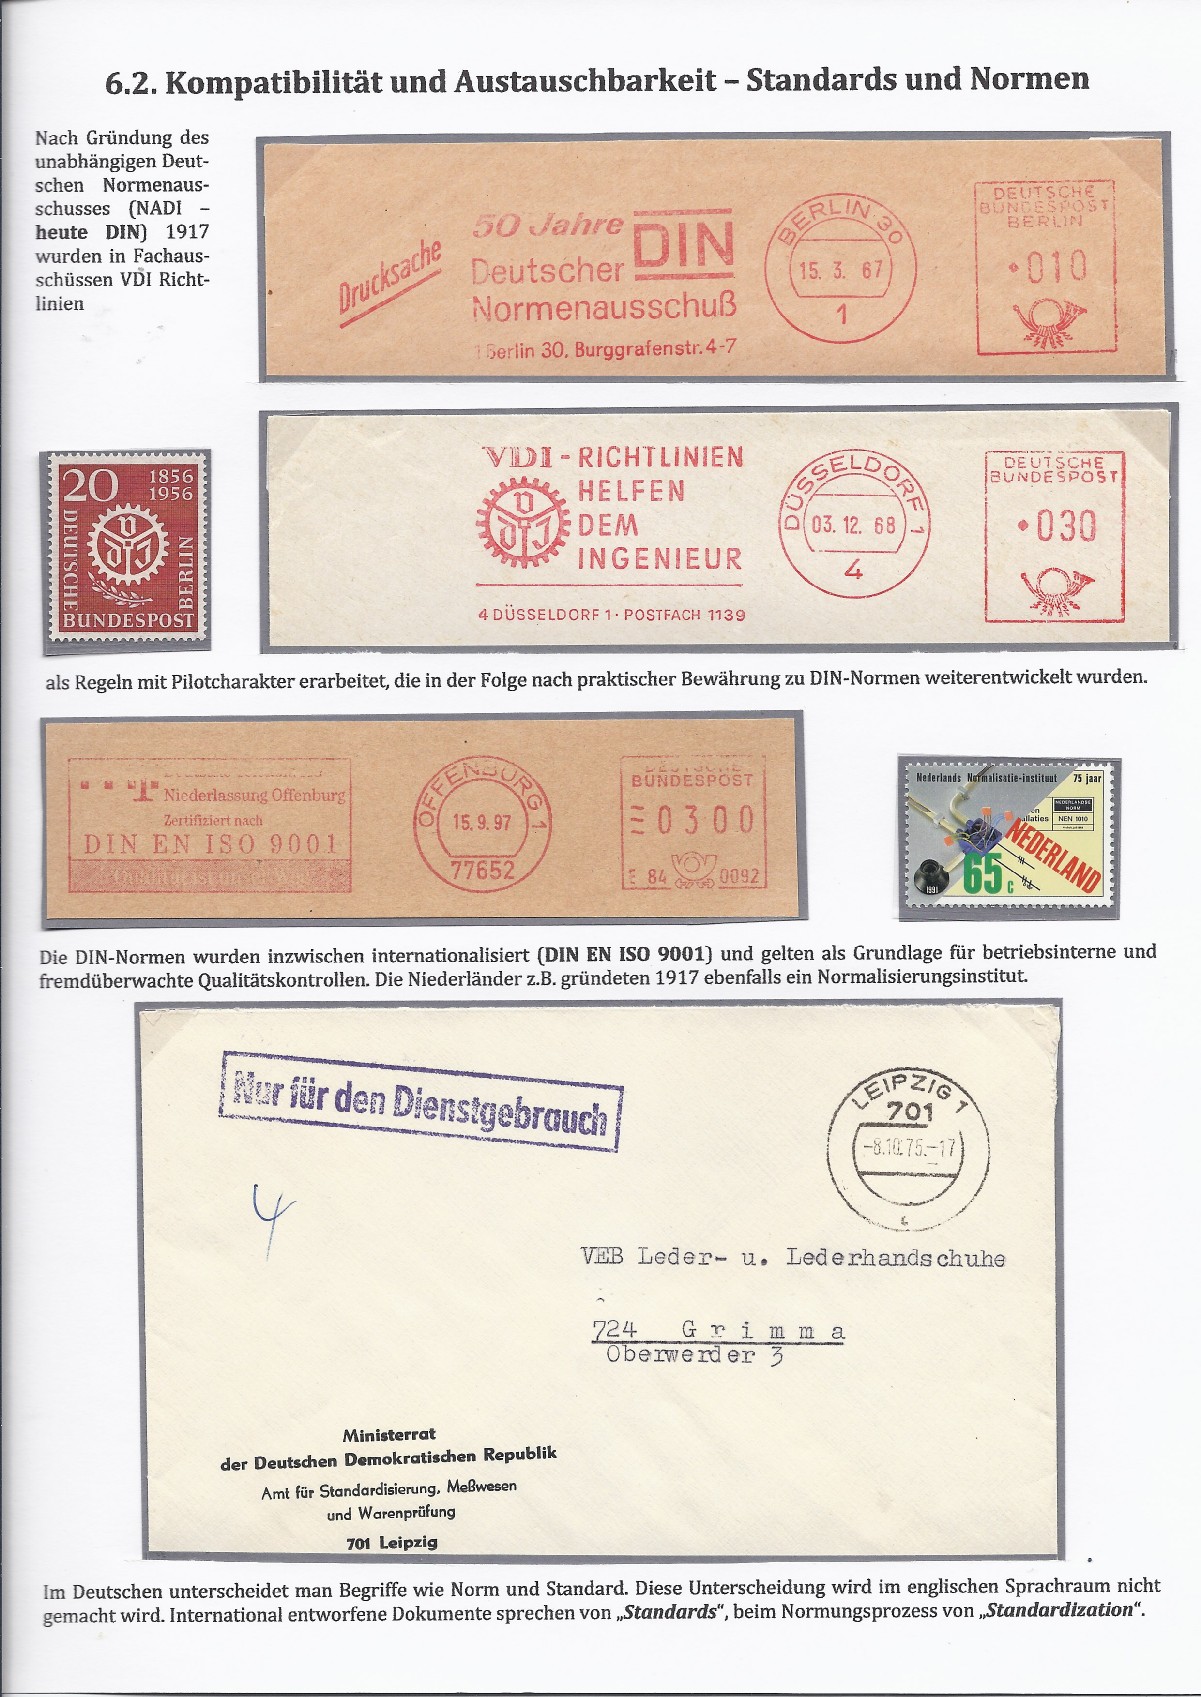 6.2. Kompatibilität und Austauschbarkeit – Standards und Normen
Nach Gründung des
unabhängigen Deut-
schen Normenaus-
schusses (NADI –
heute DIN) 1917
wurden in Fachaus-
schüssen VDI Richt-
linien
Drucksache
50 Jahre
DIN
Deutscher
Normenausschuß
1 Berlin 30, Burggrafenstr. 4-7
BERLIN 30
15. 3. 67
1
DEUTSCHE
BUNDESPOST
BERLIN
010
20
1856
1956
VDI
DEUTSCHE
BUNDESPOST
BERLIN
VDI - RICHTLINIEN
HELFEN
DEM
INGENIEUR
VDI
4 DÜSSELDORF 1 · POSTFACH 1139
DÜSSELDORF 1
03. 12. 68
4
DEUTSCHE
BUNDESPOST
030
als Regeln mit Pilotcharakter erarbeitet, die in der Folge nach praktischer Bewährung zu DIN-Normen weiterentwickelt wurden.
T Niederlassung Offenburg
Zertifiziert nach
DIN EN ISO 9001
OFFENBURG 1
15. 9. 97
77652
DEUTSCHE
BUNDESPOST
0300
E 84 0092
Nederlands Normalisatie-instituut 75 jaar
NEDERLANDSE
NORM
NEN 1010
NEDERLAND
65 c
1991
Die DIN-Normen wurden inzwischen internationalisiert (DIN EN ISO 9001) und gelten als Grundlage für betriebsinterne und
fremdüberwachte Qualitätskontrollen. Die Niederländer z.B. gründeten 1917 ebenfalls ein Normalisierungsinstitut.
Nur für den Dienstgebrauch
LEIPZIG 1
701
-8.10.75.-17
4
VEB Leder- u. Lederhandschuhe
724 Grimma
Oberwerder 3
Ministerrat
der Deutschen Demokratischen Republik
Amt für Standardisierung, Meßwesen
und Warenprüfung
701 Leipzig
Im Deutschen unterscheidet man Begriffe wie Norm und Standard. Diese Unterscheidung wird im englischen Sprachraum nicht
gemacht wird. International entworfene Dokumente sprechen von „Standards“, beim Normungsprozess von „Standardization“.